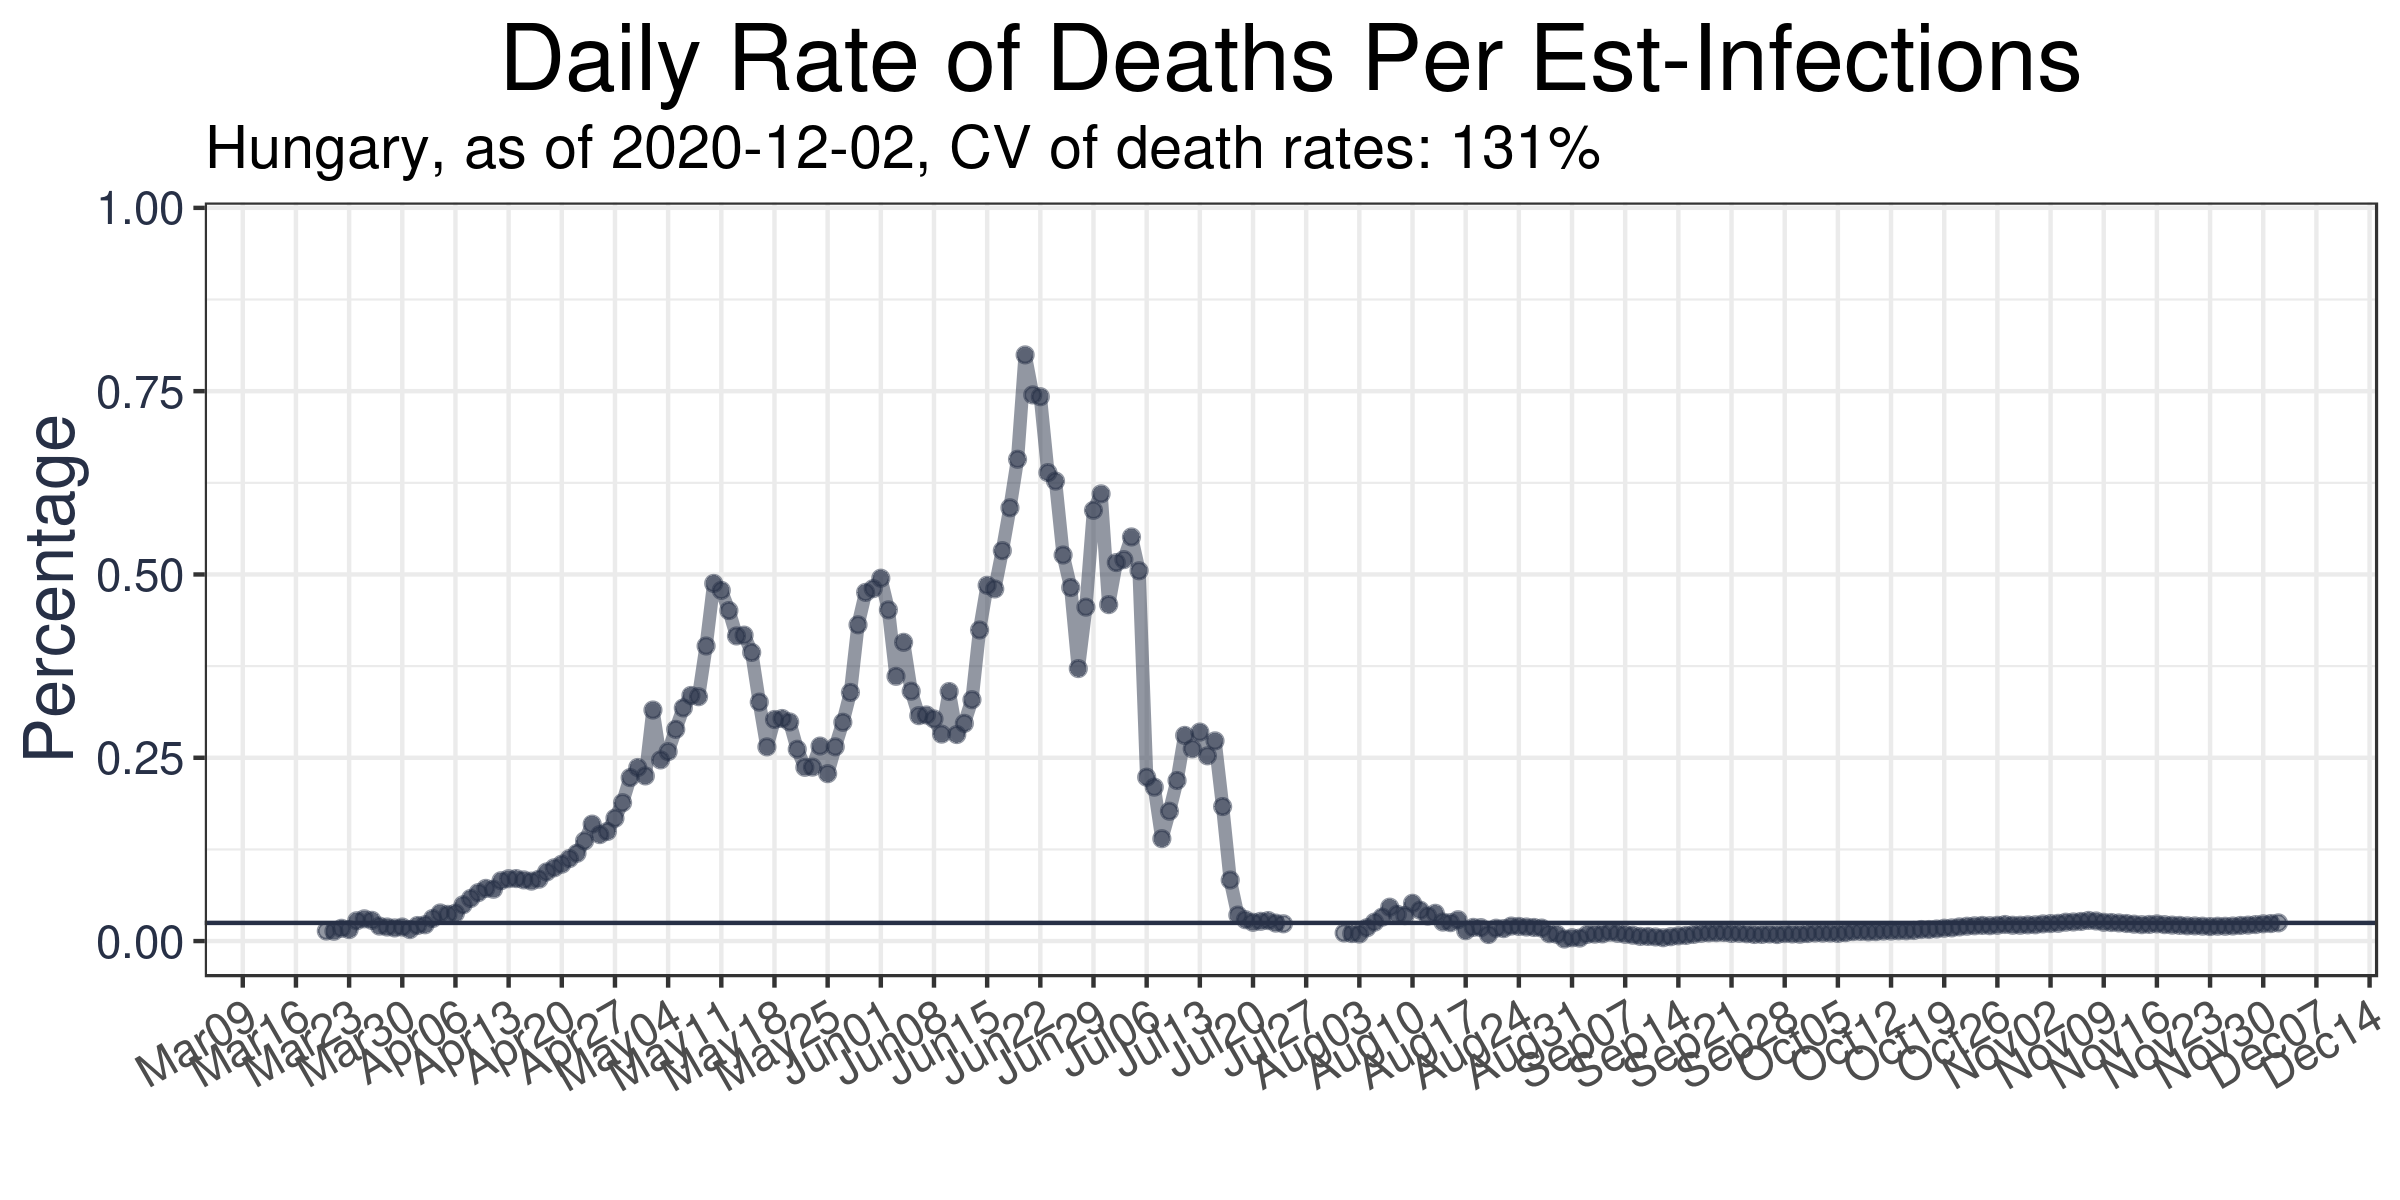 Daily Rate of Deaths Per Est-Infections
Hungary, as of 2020-12-02, CV of death rates: 131%
Percentage
1.00
0.75
0.50
0.25
0.00
Mar09
Mar16
Mar23
Mar30
Apr06
Apr13
Apr20
Apr27
May04
May11
May18
May25
Jun01
Jun08
Jun15
Jun22
Jun29
Jul06
Jul13
Jul20
Jul27
Aug03
Aug10
Aug17
Aug24
Aug31
Sep07
Sep14
Sep21
Sep28
Oct05
Oct12
Oct19
Oct26
Nov02
Nov09
Nov16
Nov23
Nov30
Dec07
Dec14